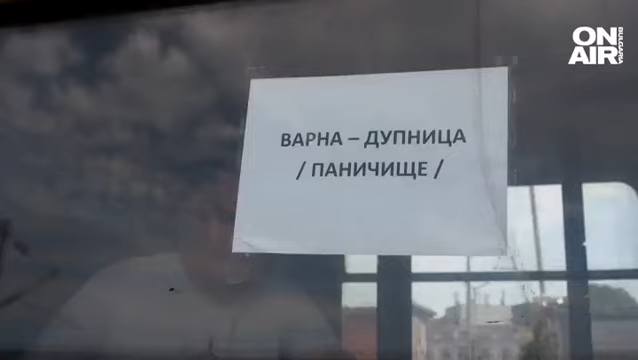 ВАРНА – ДУПНИЦА
/ ПАНИЧИЩЕ /
ON
AIR
BULGARIA